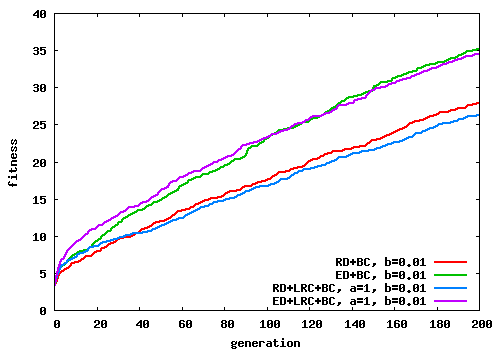 40
35
30
25
20
15
10
5
0
fitness
0 20 40 60 80 100 120 140 160 180 200
generation
RD+BC, b=0.01
ED+BC, b=0.01
RD+LRC+BC, a=1, b=0.01
ED+LRC+BC, a=1, b=0.01